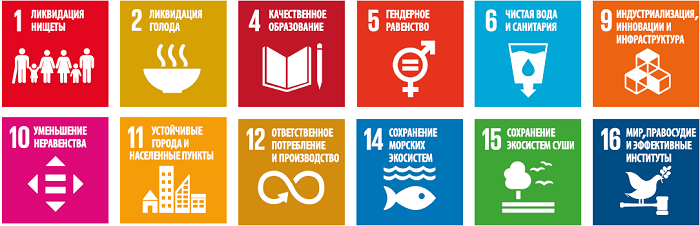 1 ЛИКВИДАЦИЯ
НИЩЕТЫ
2 ЛИКВИДАЦИЯ
ГОЛОДА
4 КАЧЕСТВЕННОЕ
ОБРАЗОВАНИЕ
5 ГЕНДЕРНОЕ
РАВЕНСТВО
6 ЧИСТАЯ ВОДА
И САНИТАРИЯ
9 ИНДУСТРИАЛИЗАЦИЯ,
ИННОВАЦИИ И
ИНФРАСТРУКТУРА
10 УМЕНЬШЕНИЕ
НЕРАВЕНСТВА
11 УСТОЙЧИВЫЕ
ГОРОДА И
НАСЕЛЕННЫЕ ПУНКТЫ
12 ОТВЕТСТВЕННОЕ
ПОТРЕБЛЕНИЕ
И ПРОИЗВОДСТВО
14 СОХРАНЕНИЕ
МОРСКИХ
ЭКОСИСТЕМ
15 СОХРАНЕНИЕ
ЭКОСИСТЕМ СУШИ
16 МИР, ПРАВОСУДИЕ
И ЭФФЕКТИВНЫЕ
ИНСТИТУТЫ